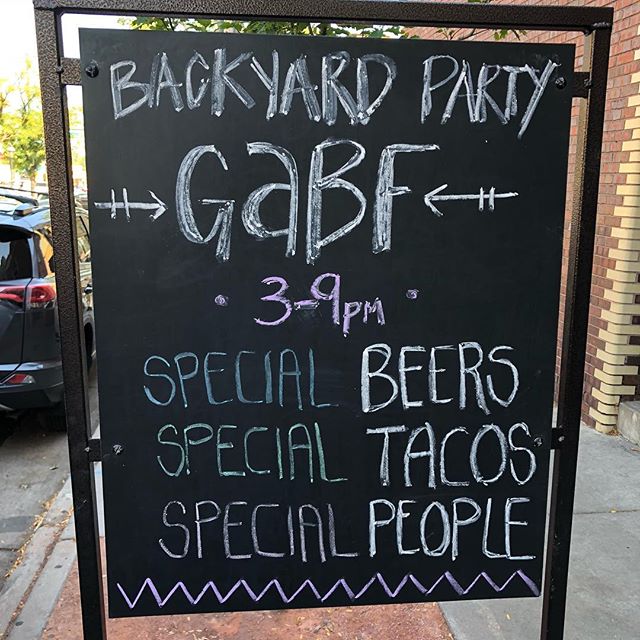 BACKYARD PARTY
GaBF
3-9pm
SPECIAL BEERS
SPECIAL TACOS
SPECIAL PEOPLE